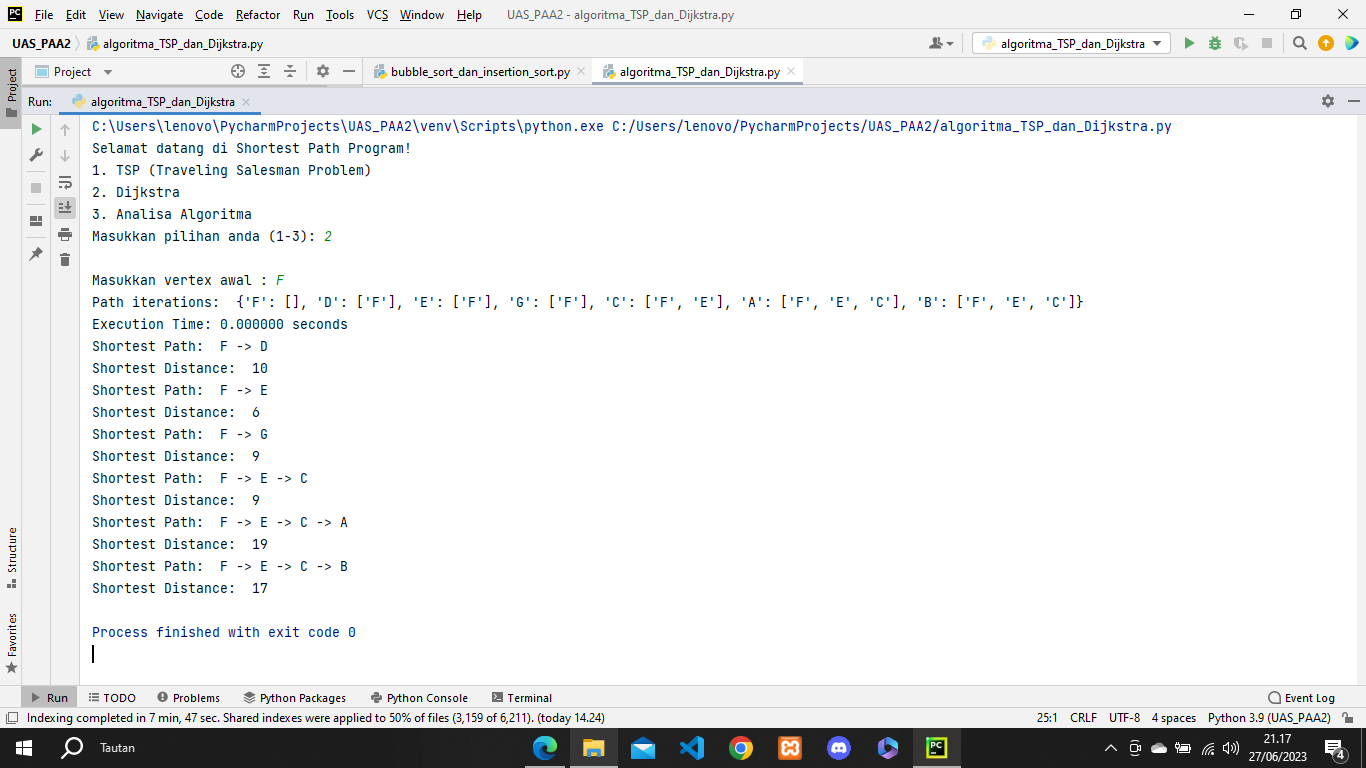 File Edit View Navigate Code Refactor Run Tools VCS Window Help UAS_PAA2 - algoritma_TSP_dan_Dijkstra.py
UAS_PAA2 algoritma_TSP_dan_Dijkstra.py algoritma_TSP_dan_Dijkstra
Project bubble_sort_dan_insertion_sort.py algoritma_TSP_dan_Dijkstra.py
Project
Run: algoritma_TSP_dan_Dijkstra
C:\Users\lenovo\PycharmProjects\UAS_PAA2\venv\Scripts\python.exe C:/Users/lenovo/PycharmProjects/UAS_PAA2/algoritma_TSP_dan_Dijkstra.py
Selamat datang di Shortest Path Program!
1. TSP (Traveling Salesman Problem)
2. Dijkstra
3. Analisa Algoritma
Masukkan pilihan anda (1-3): 2
Masukkan vertex awal : F
Path iterations:  {'F': [], 'D': ['F'], 'E': ['F'], 'G': ['F'], 'C': ['F', 'E'], 'A': ['F', 'E', 'C'], 'B': ['F', 'E', 'C']}
Execution Time: 0.000000 seconds
Shortest Path:  F -> D
Shortest Distance:  10
Shortest Path:  F -> E
Shortest Distance:  6
Shortest Path:  F -> G
Shortest Distance:  9
Shortest Path:  F -> E -> C
Shortest Distance:  9
Shortest Path:  F -> E -> C -> A
Shortest Distance:  19
Shortest Path:  F -> E -> C -> B
Shortest Distance:  17
Process finished with exit code 0
Structure
Favorites
Run TODO Problems Python Packages Python Console Terminal Event Log
Indexing completed in 7 min, 47 sec. Shared indexes were applied to 50% of files (3,159 of 6,211). (today 14.24) 25:1 CRLF UTF-8 4 spaces Python 3.9 (UAS_PAA2)
Tautan
21.17
27/06/2023
4